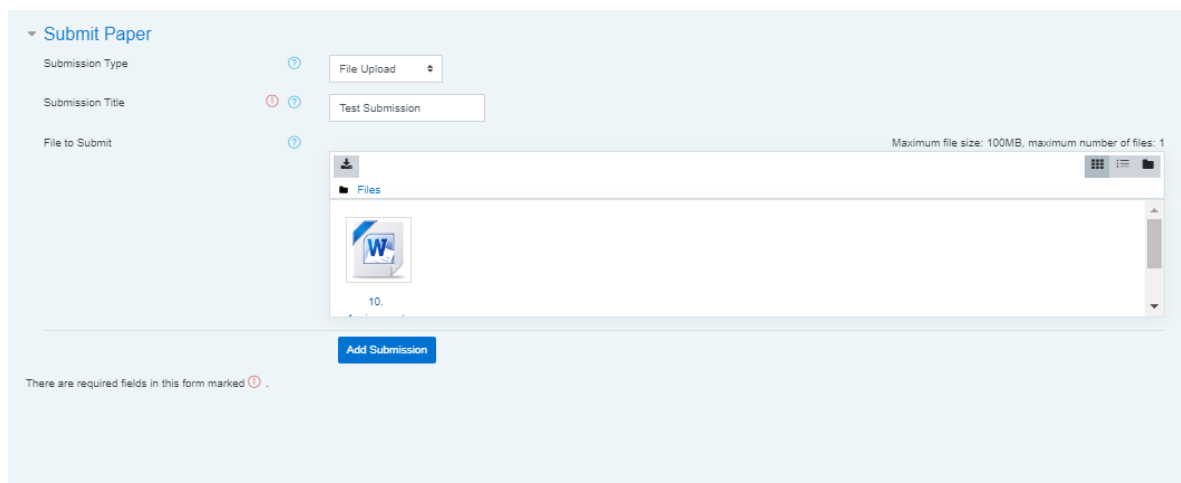 Submit Paper
Submission Type
File Upload
Submission Title
Test Submission
File to Submit
Maximum file size: 100MB, maximum number of files: 1
Files
W
10.
Add Submission
There are required fields in this form marked .